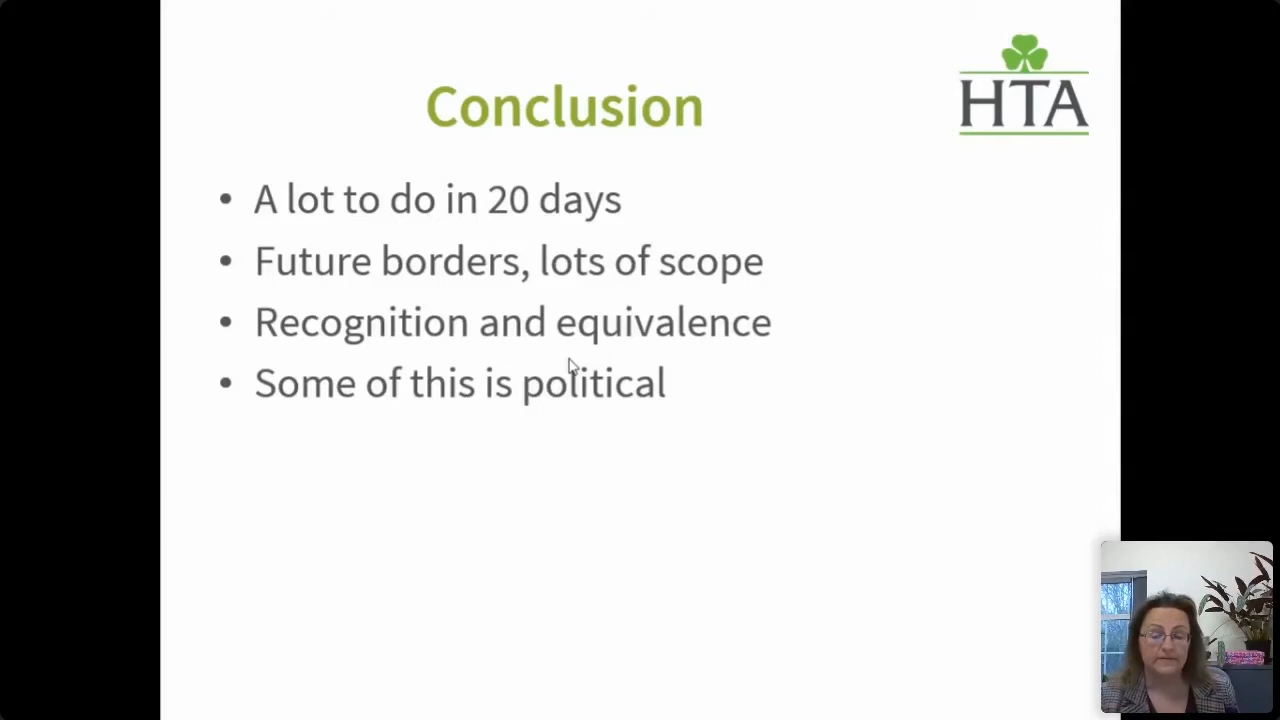 HTA
Conclusion
• A lot to do in 20 days
• Future borders, lots of scope
• Recognition and equivalence
• Some of this is political